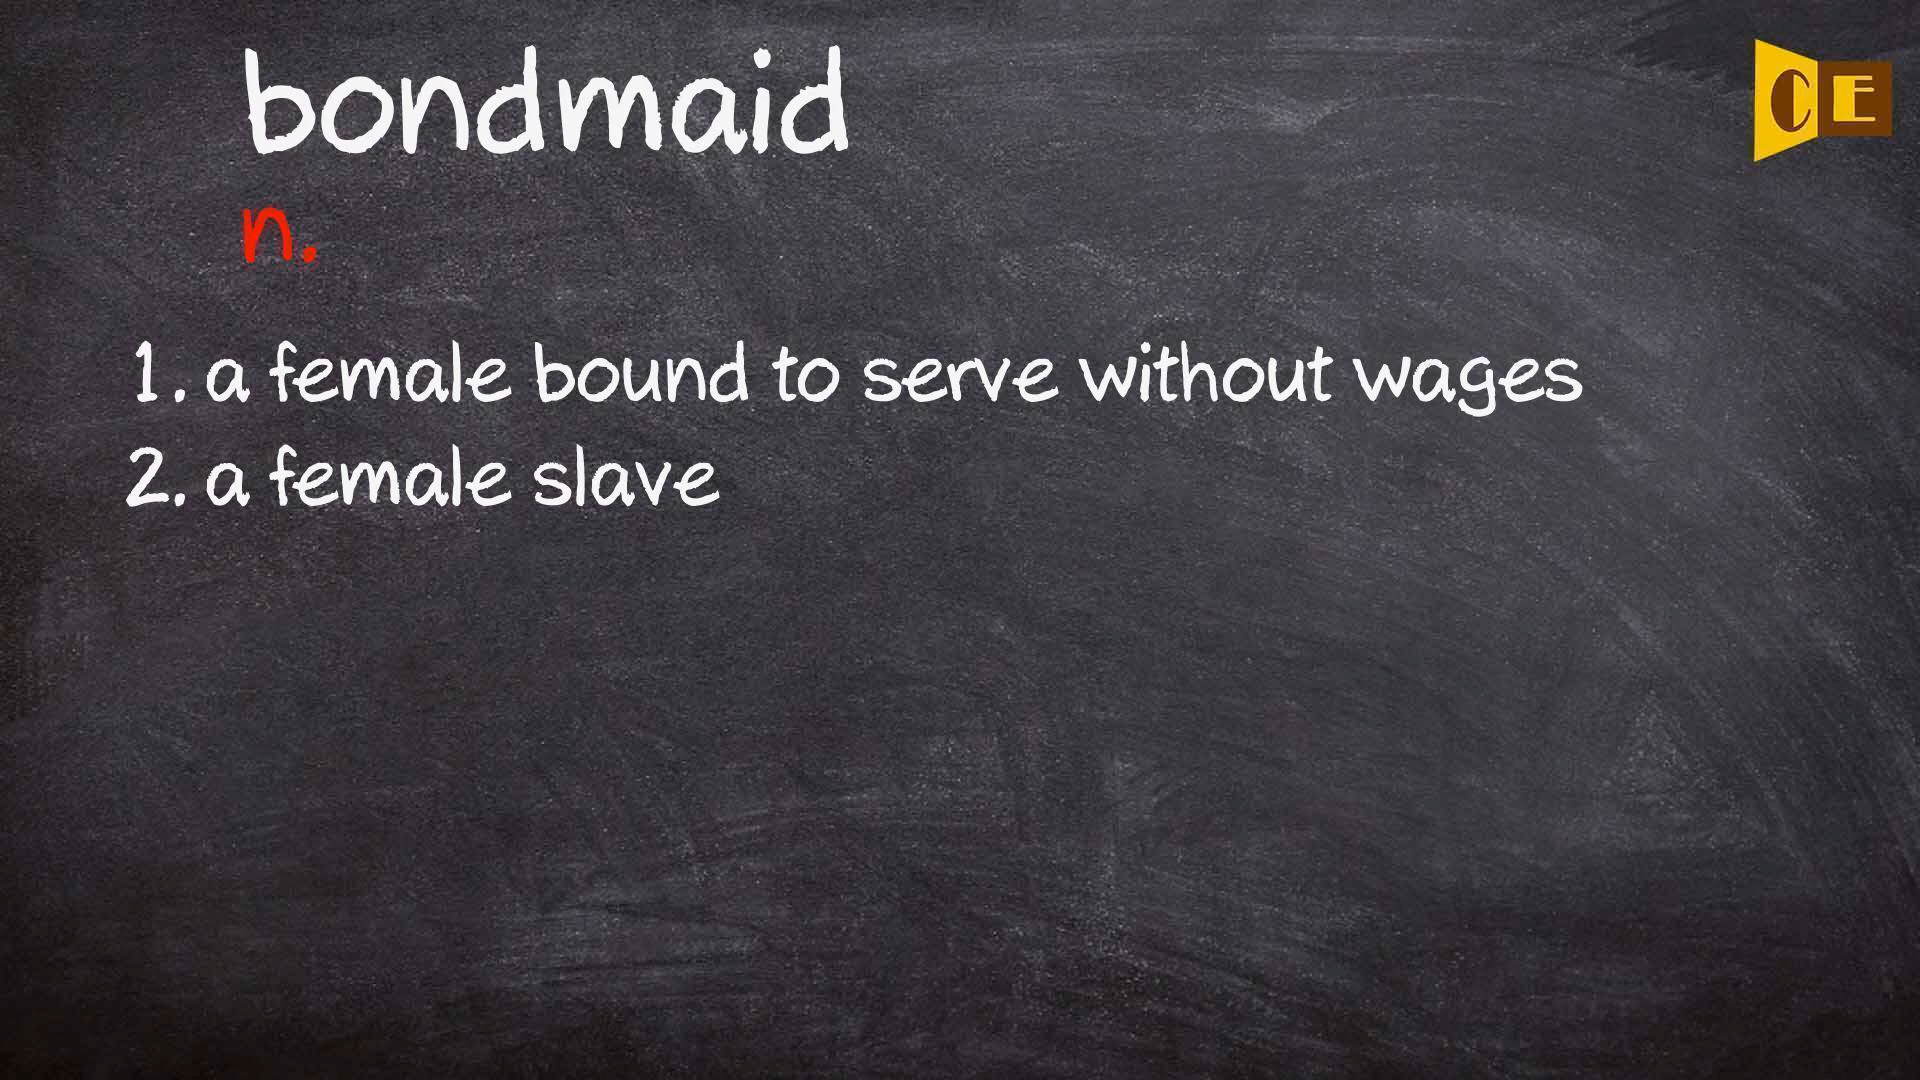 bondmaid
CE
n.
1. a female bound to serve without wages
2. a female slave